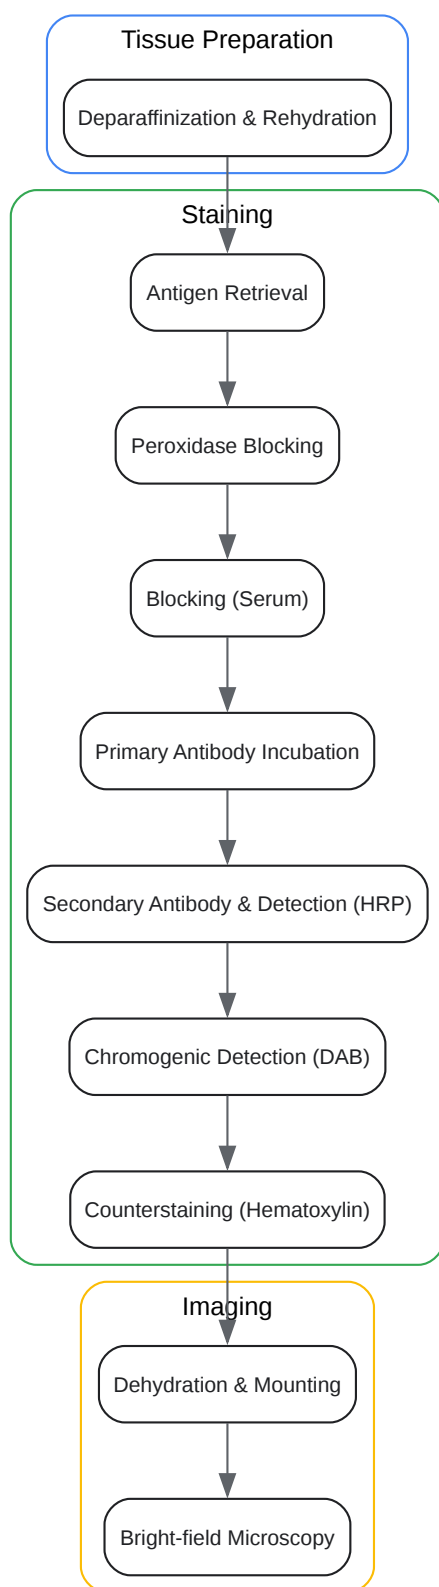 Tissue Preparation
Deparaffinization & Rehydration
Staining
Antigen Retrieval
Peroxidase Blocking
Blocking (Serum)
Primary Antibody Incubation
Secondary Antibody & Detection (HRP)
Chromogenic Detection (DAB)
Counterstaining (Hematoxylin)
Imaging
Dehydration & Mounting
Bright-field Microscopy